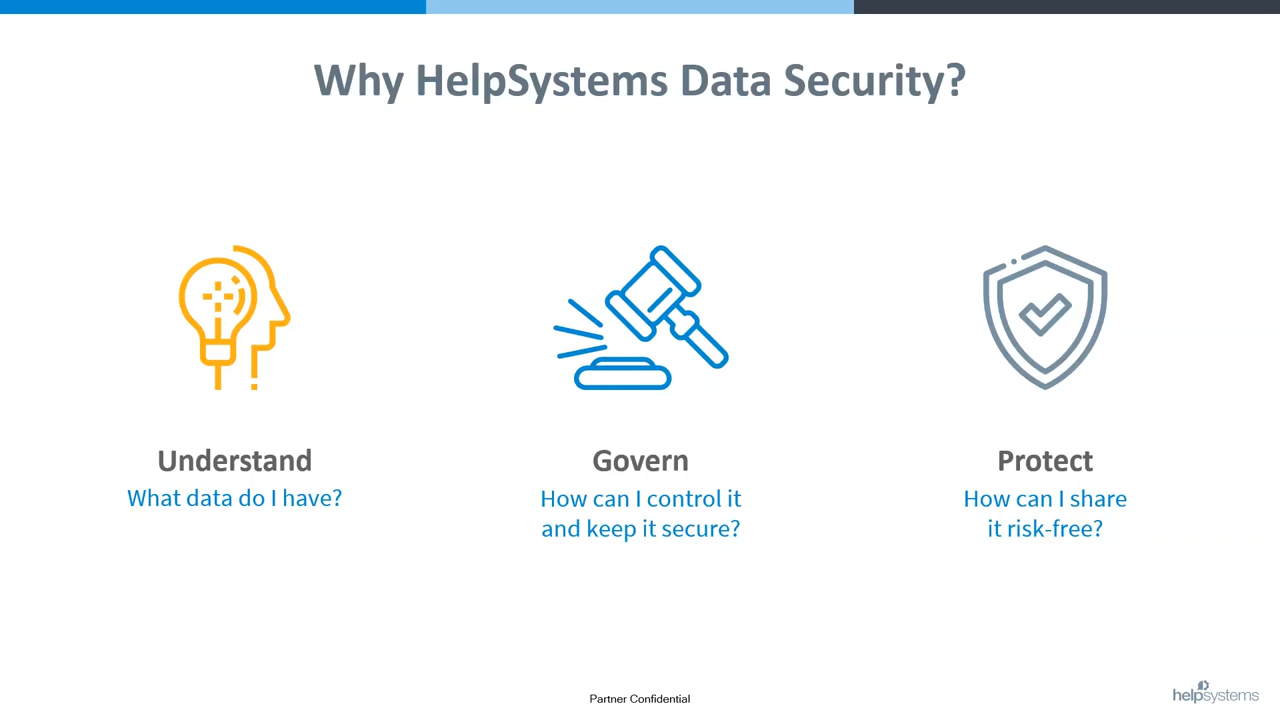 Why HelpSystems Data Security?
Understand
What data do I have?
Govern
How can I control it
and keep it secure?
Protect
How can I share
it risk-free?
Partner Confidential
helpsystems